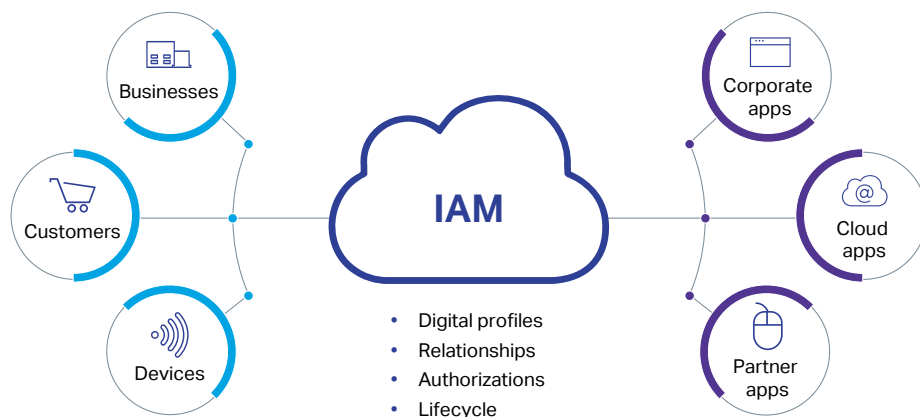 Businesses
Customers
Devices
IAM
• Digital profiles
• Relationships
• Authorizations
• Lifecycle
Corporate
apps
@
Cloud
apps
Partner
apps